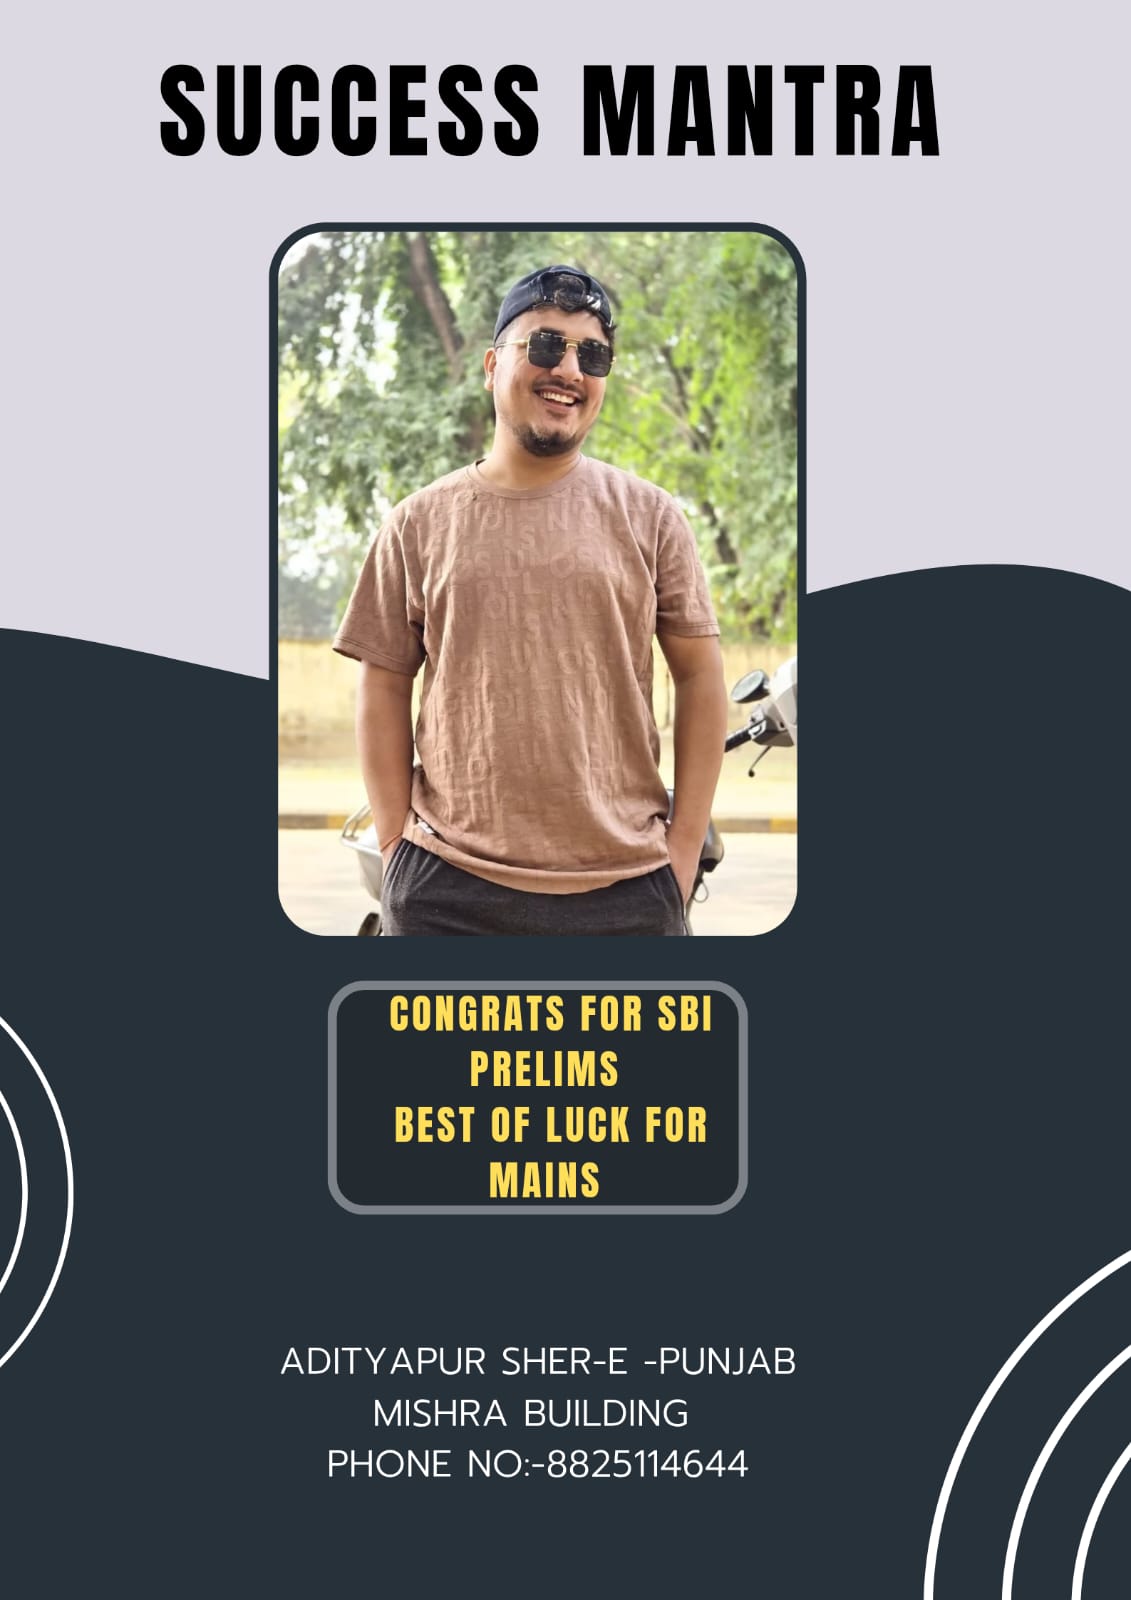 SUCCESS MANTRA
CONGRATS FOR SBI
PRELIMS
BEST OF LUCK FOR
MAINS
ADITYAPUR SHER-E -PUNJAB
MISHRA BUILDING
PHONE NO:-8825114644